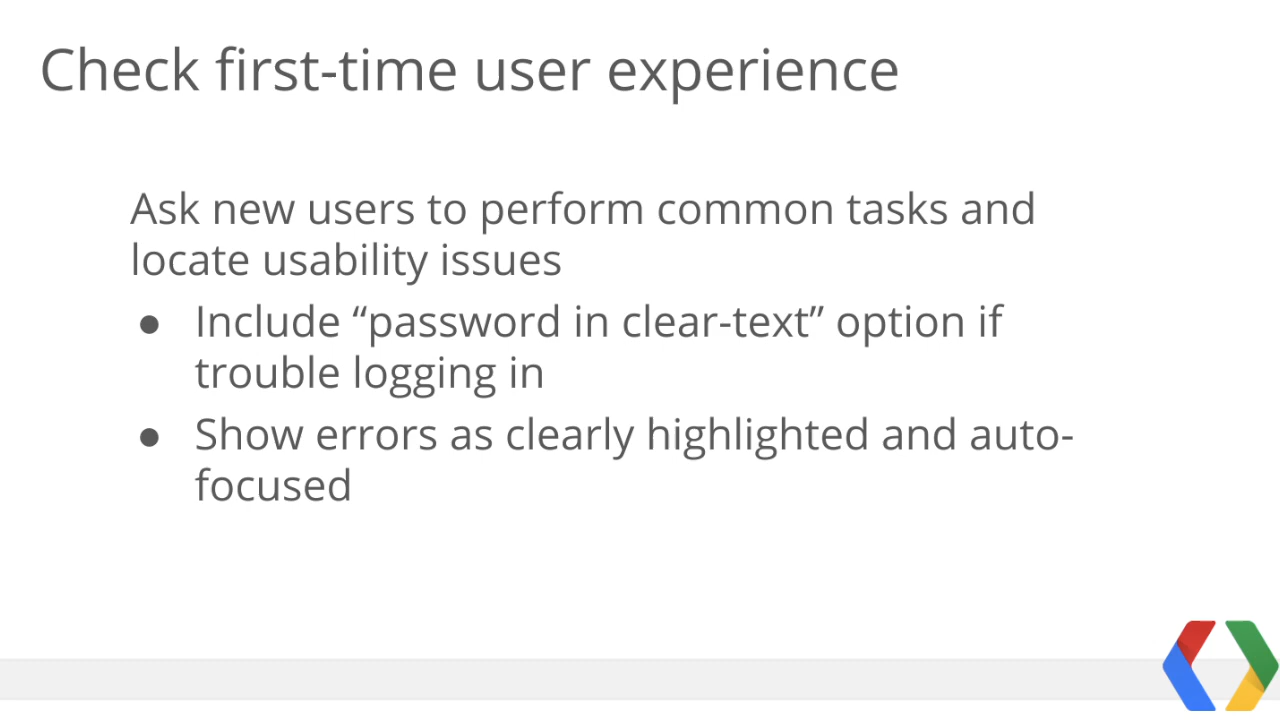 Check first-time user experience
Ask new users to perform common tasks and
locate usability issues
● Include “password in clear-text” option if
trouble logging in
● Show errors as clearly highlighted and auto-
focused